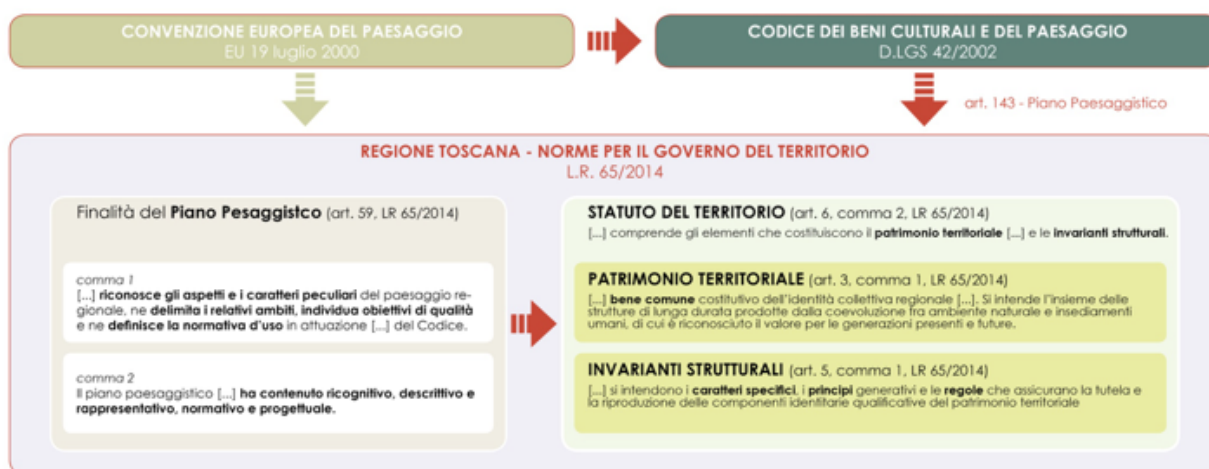 CONVENZIONE EUROPEA DEL PAESAGGIO
EU 19 luglio 2000
CODICE DEI BENI CULTURALI E DEL PAESAGGIO
D.LGS 42/2002
art. 143 - Piano Paesaggistico
REGIONE TOSCANA - NORME PER IL GOVERNO DEL TERRITORIO
L.R. 65/2014
Finalità del Piano Pesaggistco (art. 59, LR 65/2014)
comma 1
[...] riconosce gli aspetti e i caratteri peculiari del paesaggio re-
gionale, ne delimita i relativi ambiti, individua obiettivi di qualità
e ne definisce la normativa d'uso in attuazione [...] del Codice.
comma 2
Il piano paesaggistico [...] ha contenuto ricognitivo, descrittivo e
rappresentativo, normativo e progettuale.
STATUTO DEL TERRITORIO (art. 6, comma 2, LR 65/2014)
[...] comprende gli elementi che costituiscono il patrimonio territoriale [...] e le invarianti strutturali.
PATRIMONIO TERRITORIALE (art. 3, comma 1, LR 65/2014)
[...] bene comune costitutivo dell'identità collettiva regionale [...]. Si intende l'insieme delle
strutture di lunga durata prodotte dalla coevoluzione fra ambiente naturale e insediamenti
umani, di cui è riconosciuto il valore per le generazioni presenti e future.
INVARIANTI STRUTTURALI (art. 5, comma 1, LR 65/2014)
[...] si intendono i caratteri specifici, i principi generativi e le regole che assicurano la tutela e
la riproduzione delle componenti identitarie qualificative del patrimonio territoriale